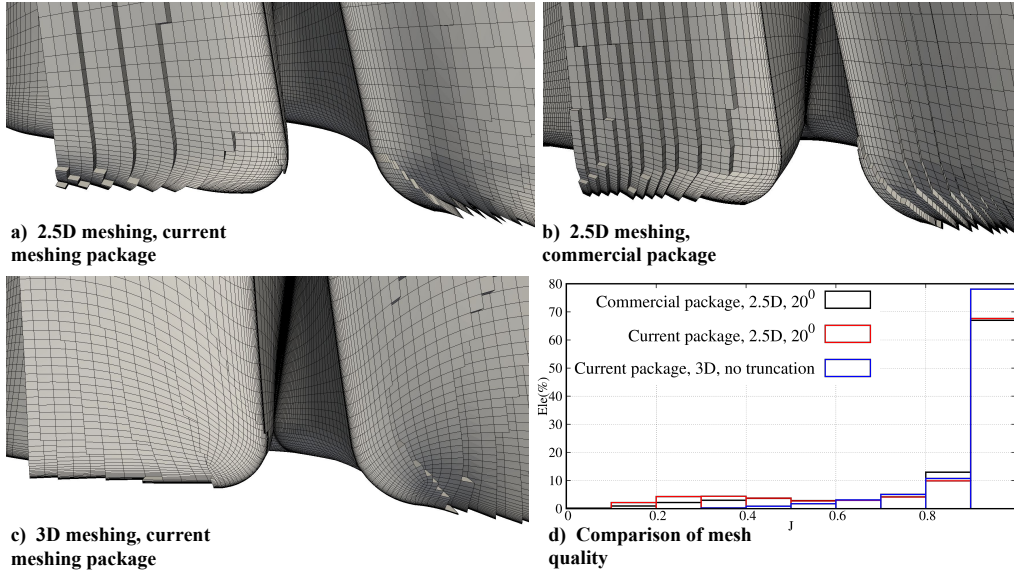 a) 2.5D meshing, current
meshing package
b) 2.5D meshing,
commercial package
c) 3D meshing, current
meshing package
80
70
60
50
40
30
20
10
0
Ele(%)
Commercial package, 2.5D, 20⁰
Current package, 2.5D, 20⁰
Current package, 3D, no truncation
0 0.2 0.4 0.6 0.8
J
d) Comparison of mesh
quality